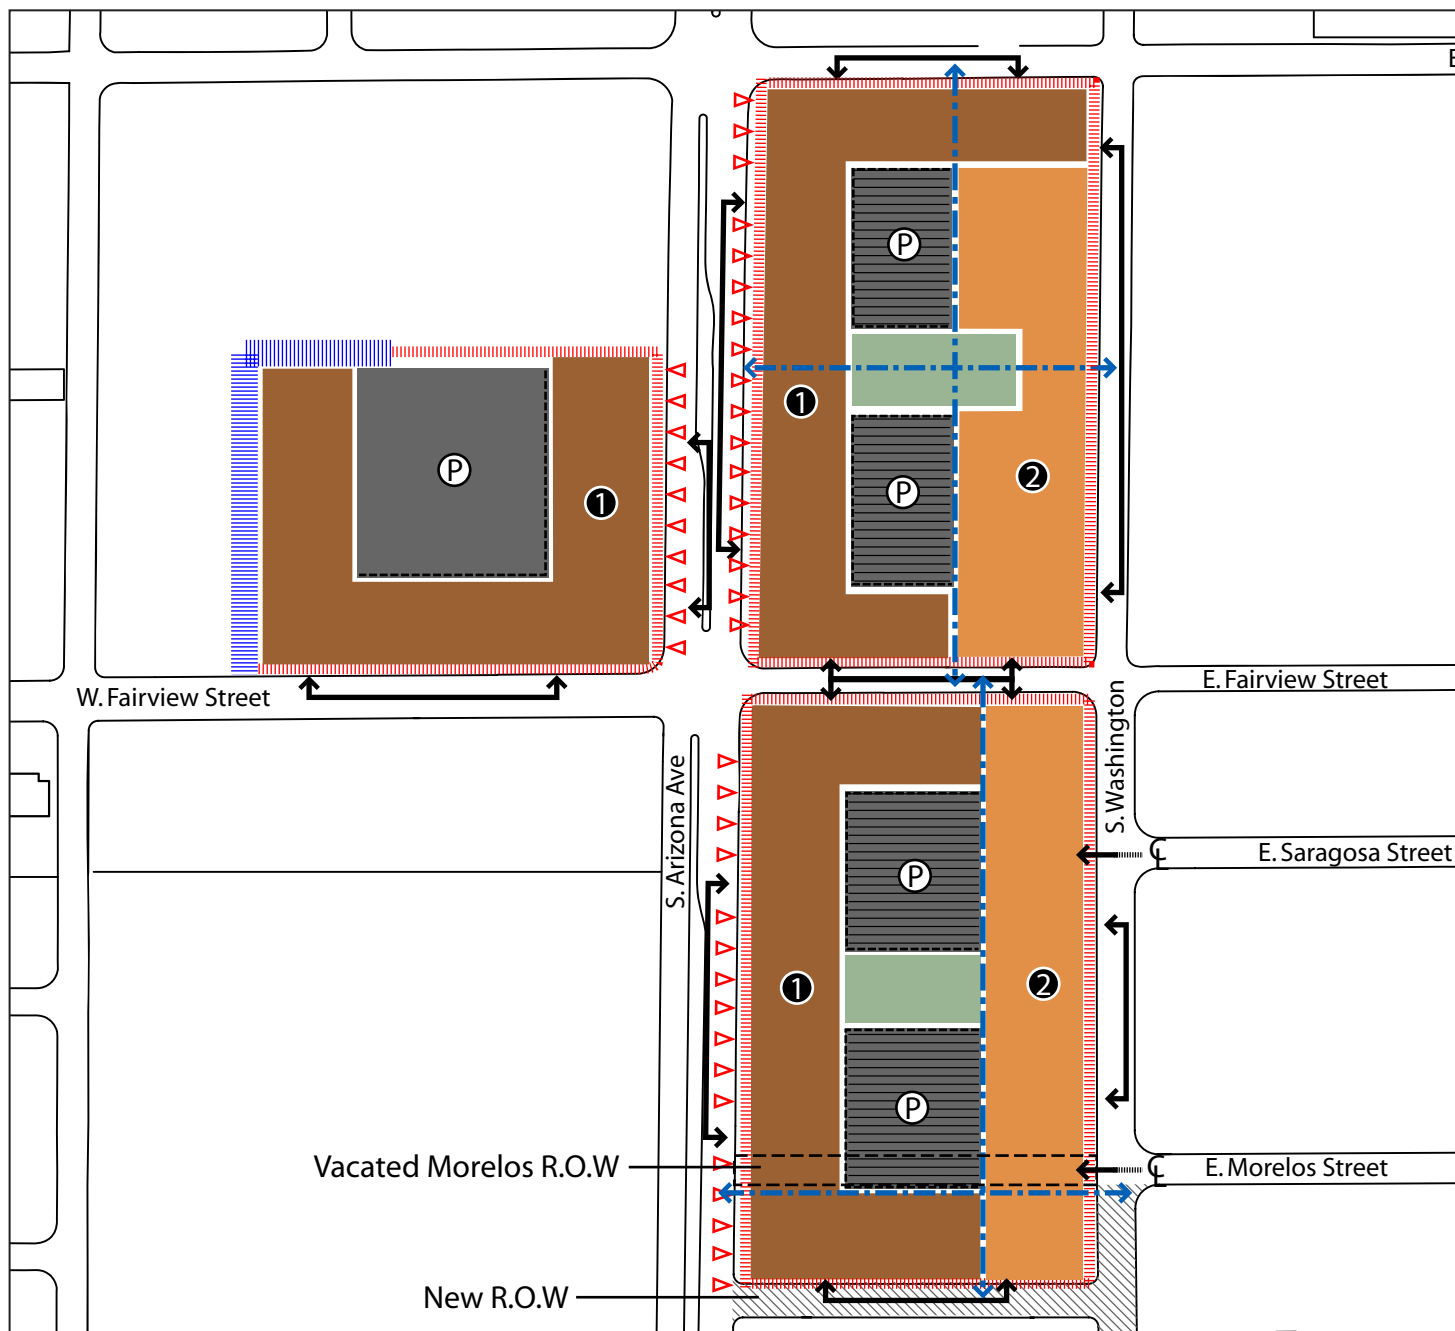 E
P
1
2
P
P
1
W. Fairview Street
E. Fairview Street
S. Washington
S. Arizona Ave
P
E. Saragosa Street
1
2
P
Vacated Morelos R.O.W
E. Morelos Street
New R.O.W